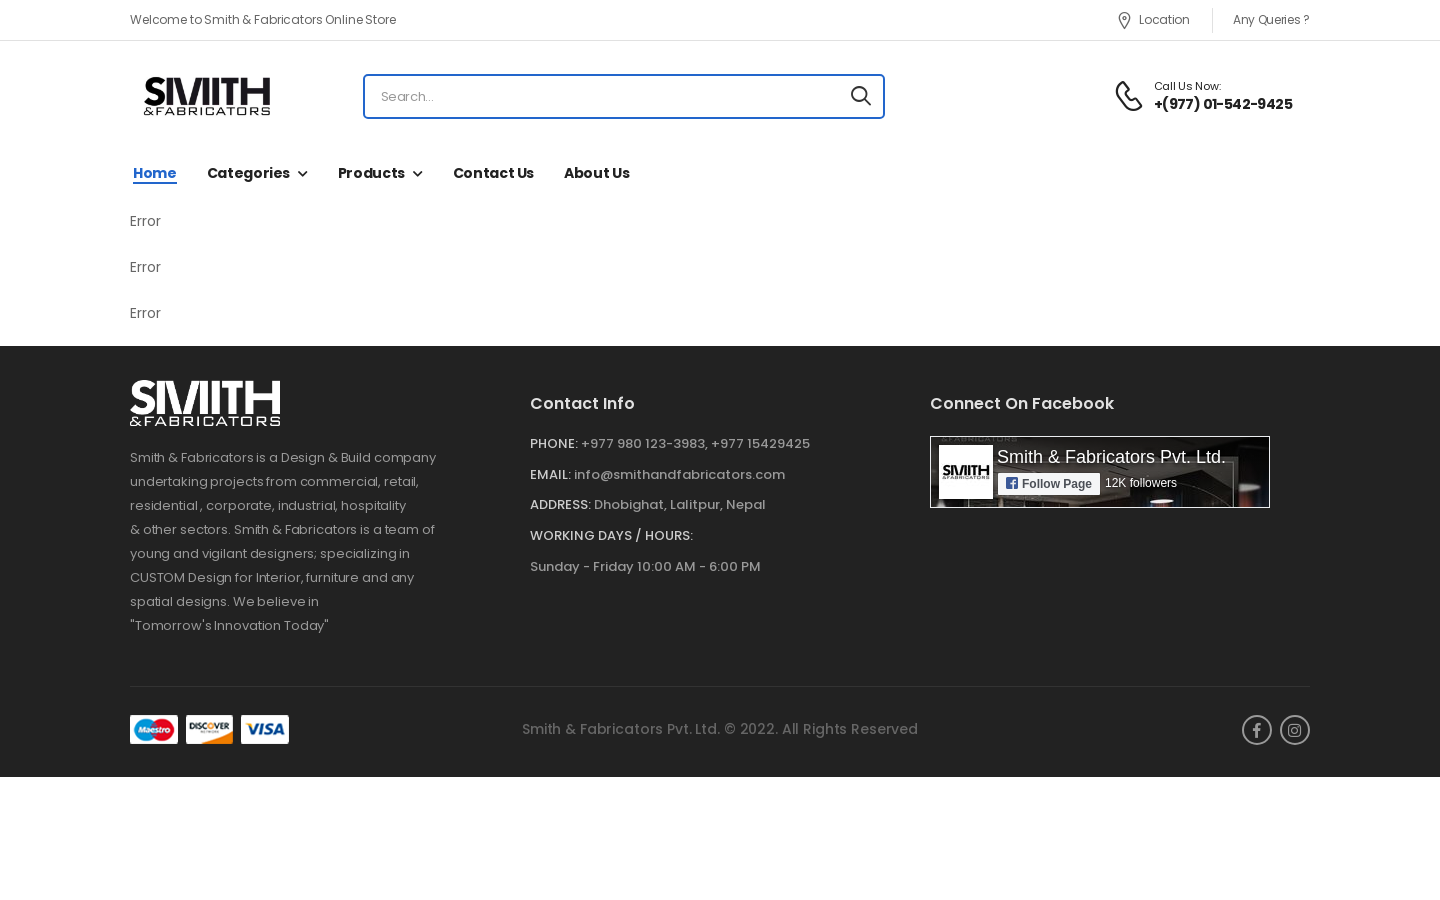 Welcome to Smith & Fabricators Online Store
Location
Any Queries ?
SMITH
&FABRICATORS
Search...
Call Us Now:
+(977) 01-542-9425
Home
Categories
Products
Contact Us
About Us
Error
Error
Error
SMITH
&FABRICATORS
Smith & Fabricators is a Design & Build company
undertaking projects from commercial, retail,
residential , corporate, industrial, hospitality
& other sectors. Smith & Fabricators is a team of
young and vigilant designers; specializing in
CUSTOM Design for Interior, furniture and any
spatial designs. We believe in
"Tomorrow's Innovation Today"
Contact Info
PHONE: +977 980 123-3983, +977 15429425
EMAIL: info@smithandfabricators.com
ADDRESS: Dhobighat, Lalitpur, Nepal
WORKING DAYS / HOURS:
Sunday - Friday 10:00 AM - 6:00 PM
Connect On Facebook
&FABRICATORS
SMITH
&FABRICATORS
Smith & Fabricators Pvt. Ltd.
Follow Page
12K followers
Maestro
DISCOVER
NETWORK
VISA
Smith & Fabricators Pvt. Ltd. © 2022. All Rights Reserved